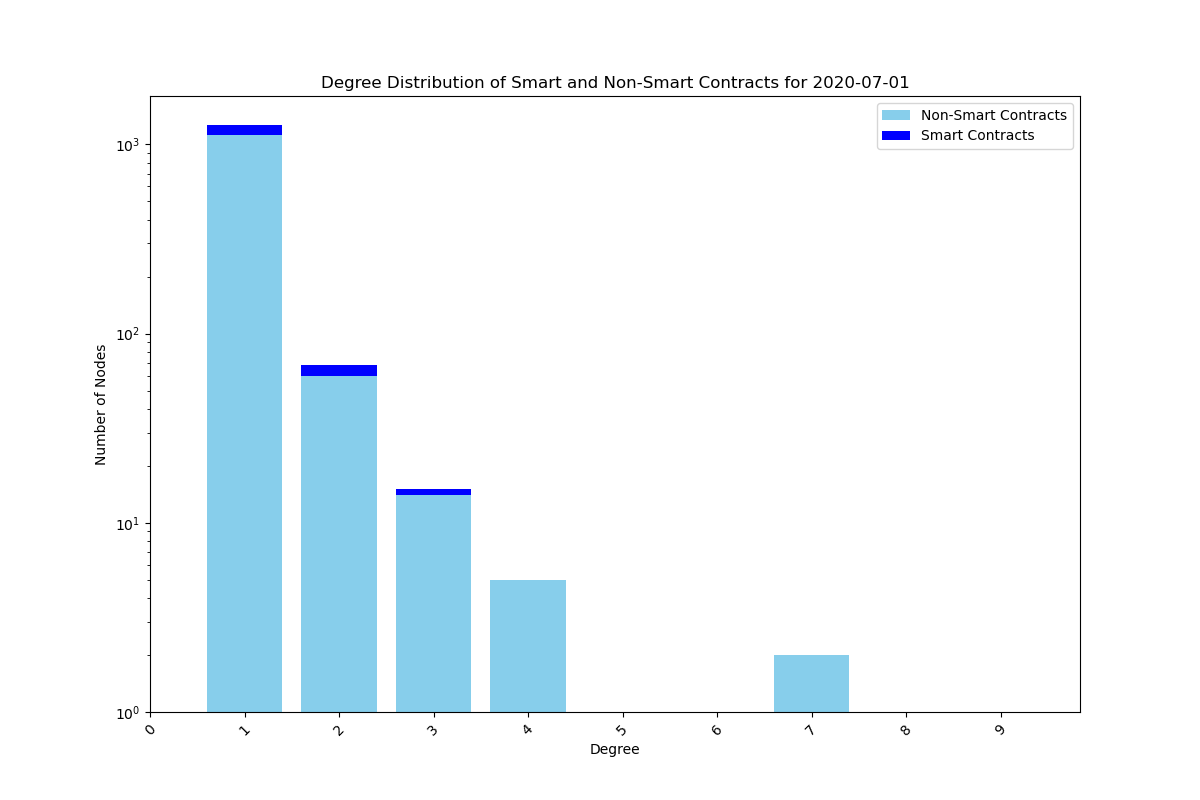 Degree Distribution of Smart and Non-Smart Contracts for 2020-07-01
Non-Smart Contracts
Smart Contracts
Number of Nodes
10³
10²
10¹
10⁰
0 1 2 3 4 5 6 7 8 9
Degree